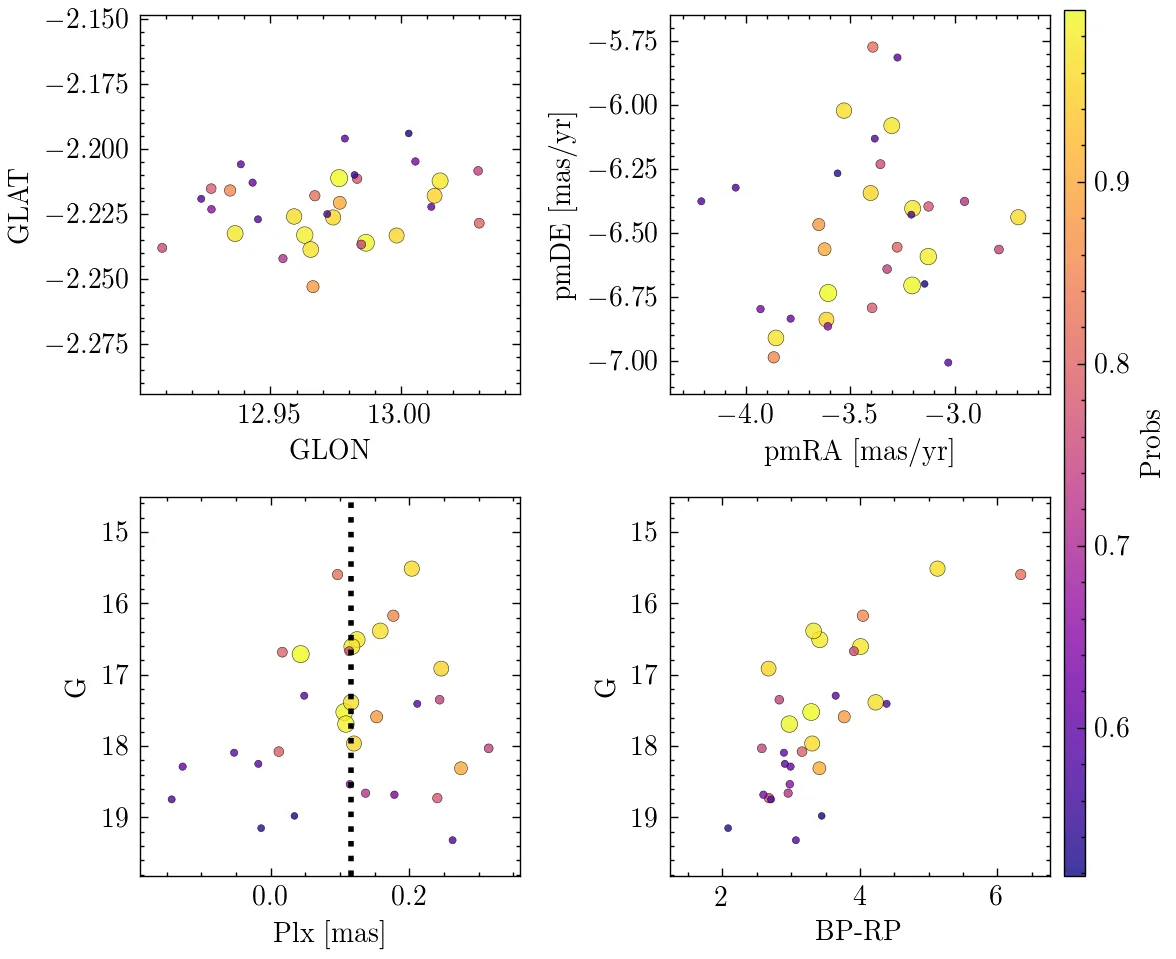 −2.150
−2.175
−2.200
−2.225
−2.250
−2.275
GLAT
12.95 13.00
GLON
−5.75
−6.00
−6.25
−6.50
−6.75
−7.00
pmDE [mas/yr]
−4.0 −3.5 −3.0
pmRA [mas/yr]
15
16
17
18
19
G
0.0 0.2
Plx [mas]
15
16
17
18
19
G
2 4 6
BP-RP
0.9
0.8
0.7
0.6
Probs